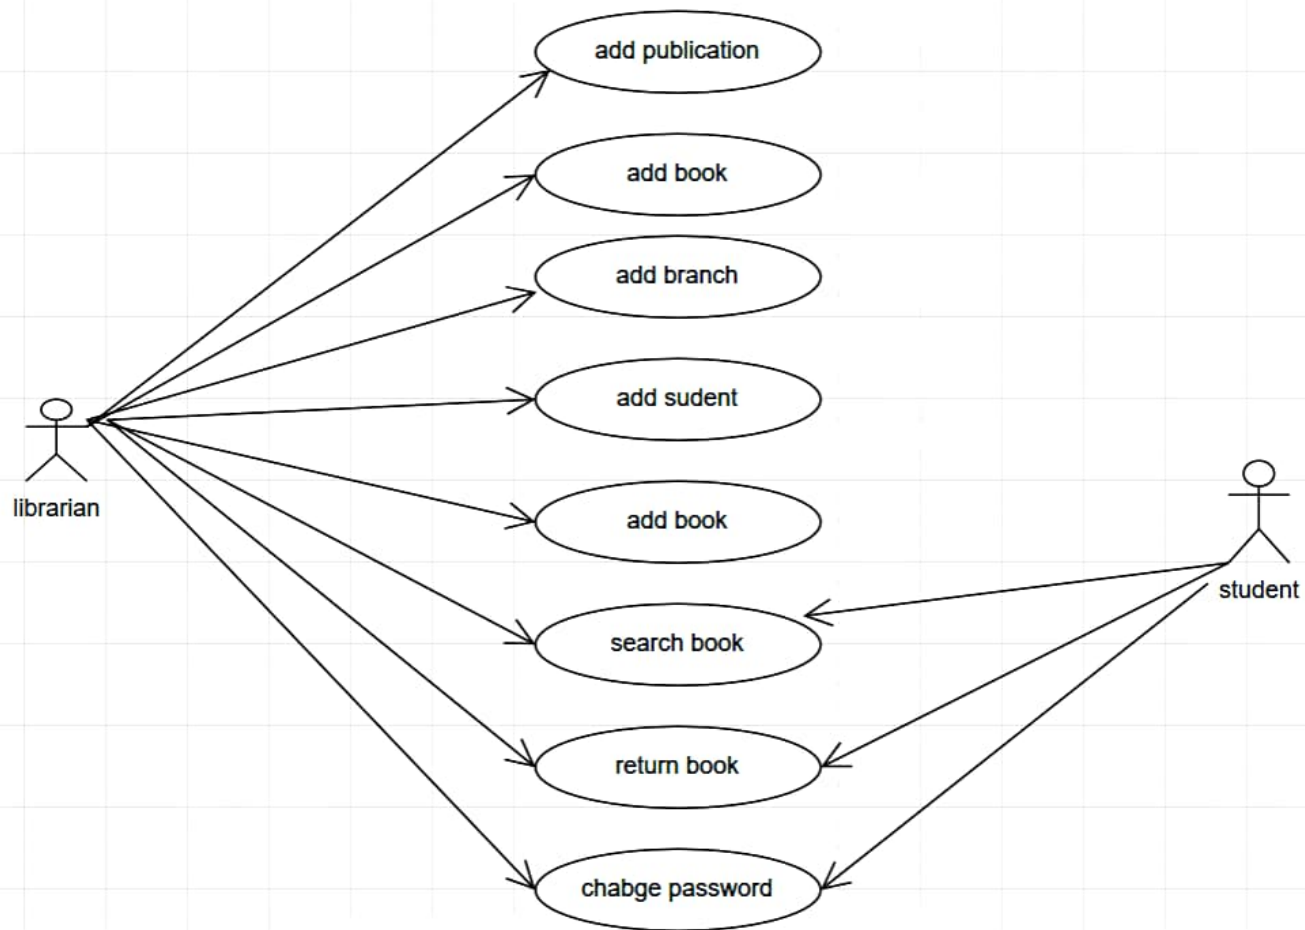 add publication
add book
add branch
add sudent
librarian
add book
student
search book
return book
chabge password